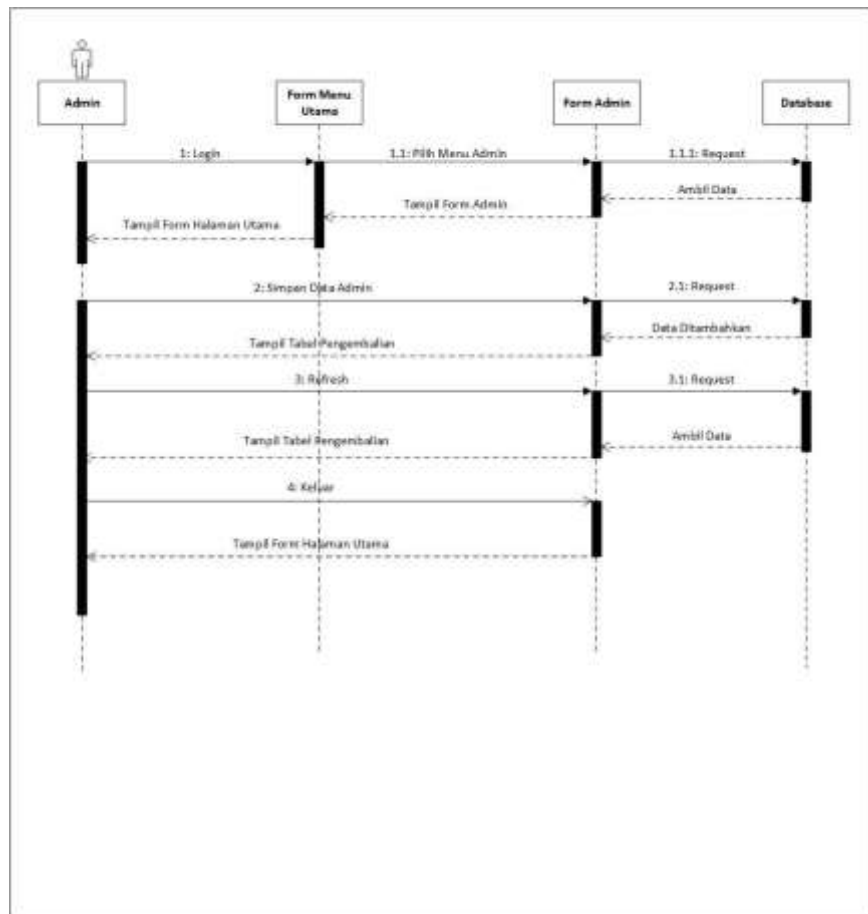 Admin
Form Menu
Utama
Form Admin
Database
1: Login
1.1: Pilih Menu Admin
1.1.1: Request
Ambil Data
Tampil Form Admin
Tampil Form Halaman Utama
2: Simpan Data Admin
2.1: Request
Data Ditambahkan
Tampil Tabel Pengembalian
3: Refresh
3.1: Request
Ambil Data
Tampil Tabel Pengembalian
4: Keluar
Tampil Form Halaman Utama